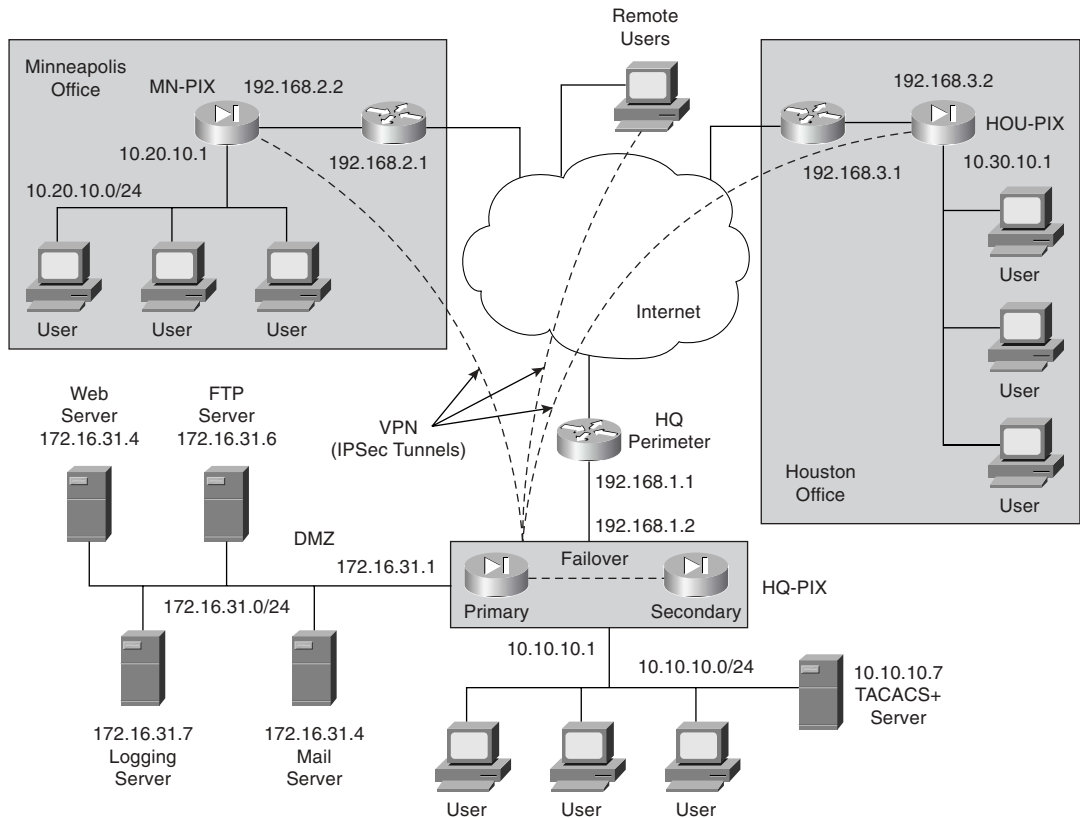 Remote
Users
Minneapolis
Office
MN-PIX
192.168.2.2
10.20.10.1
192.168.2.1
10.20.10.0/24
User
User
User
192.168.3.2
HOU-PIX
192.168.3.1
10.30.10.1
User
User
User
Houston
Office
Internet
VPN
(IPSec Tunnels)
HQ
Perimeter
192.168.1.1
192.168.1.2
Web
Server
172.16.31.4
FTP
Server
172.16.31.6
DMZ
172.16.31.1
172.16.31.0/24
172.16.31.7
Logging
Server
172.16.31.4
Mail
Server
Failover
Primary
Secondary
HQ-PIX
10.10.10.1
10.10.10.0/24
10.10.10.7
TACACS+
Server
User
User
User